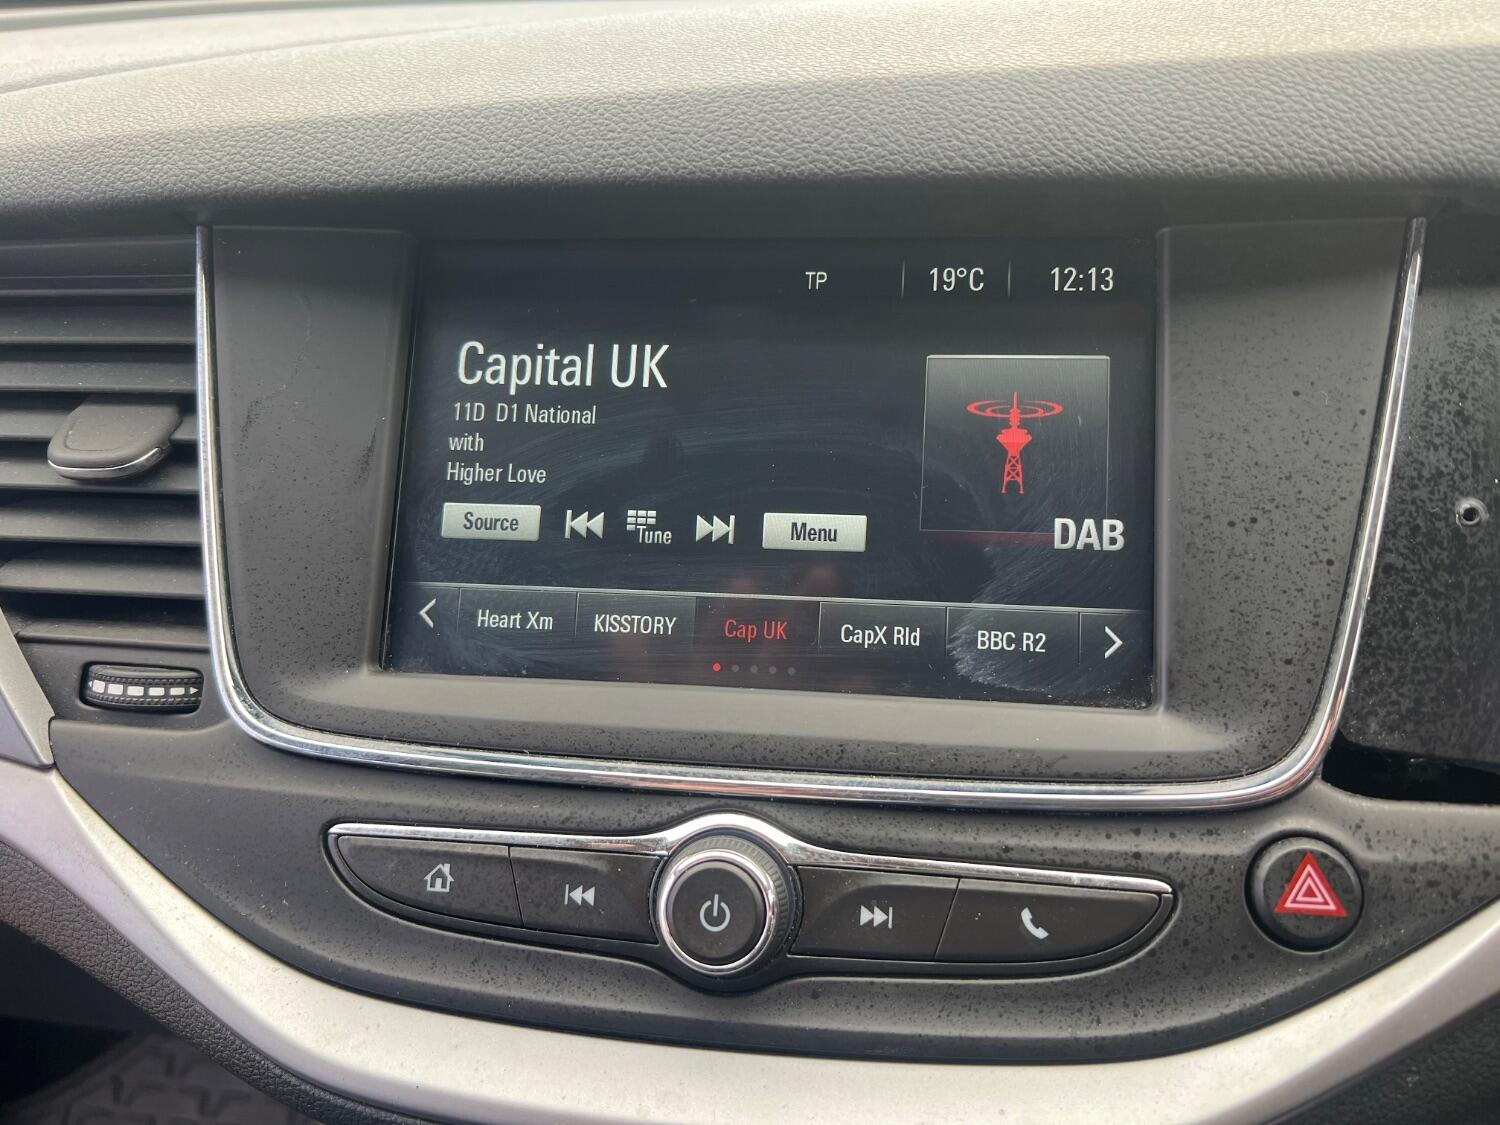 TP 19°C 12:13
Capital UK
11D D1 National
with
Higher Love
Source Tune Menu
DAB
Heart Xm KISSTORY Cap UK CapX Rld BBC R2